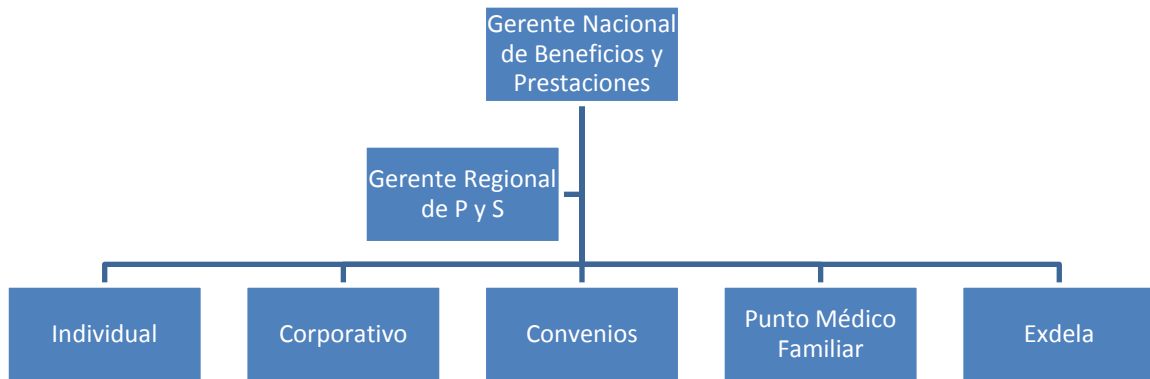 Gerente Nacional
de Beneficios y
Prestaciones
Gerente Regional
de P y S
Individual
Corporativo
Convenios
Punto Médico
Familiar
Exdela